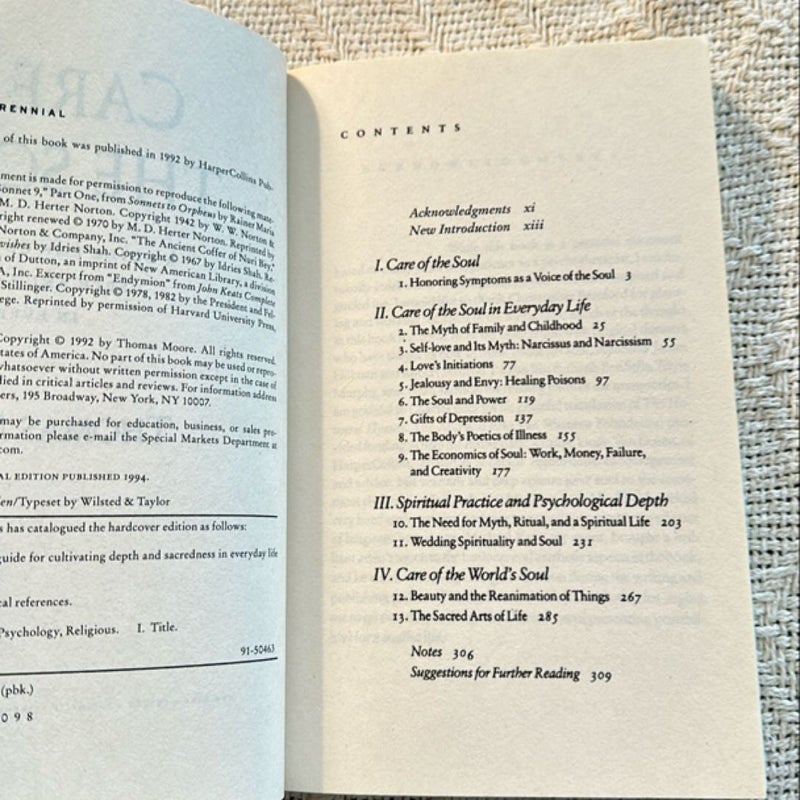 CARE
RENNIAL
of this book was published in 1992 by HarperCollins Pub-
ment is made for permission to reproduce the following mate-
onnet 9," Part One, from Sonnets to Orpheus by Rainer Maria
M. D. Herter Norton. Copyright 1942 by W. W. Norton &
right renewed © 1970 by M. D. Herter Norton. Reprinted by
Norton & Company, Inc. "The Ancient Coffer of Nuri Bey,"
vishes by Idries Shah. Copyright © 1967 by Idries Shah. Re-
of Dutton, an imprint of New American Library, a division
A, Inc. Excerpt from "Endymion" from John Keats Complete
Stillinger. Copyright © 1978, 1982 by the President and Fel-
ege. Reprinted by permission of Harvard University Press,
Copyright © 1992 by Thomas Moore. All rights reserved.
tates of America. No part of this book may be used or repro-
whatsoever without written permission except in the case of
lied in critical articles and reviews. For information address
ers, 195 Broadway, New York, NY 10007.
may be purchased for education, business, or sales pro-
rmation please e-mail the Special Markets Department at
com.
AL EDITION PUBLISHED 1994.
en/Typeset by Wilsted & Taylor
s has catalogued the hardcover edition as follows:
guide for cultivating depth and sacredness in everyday life
cal references.
Psychology, Religious. I. Title.
91-50463
(pbk.)
0 9 8
CONTENTS
Acknowledgments xi
New Introduction xiii
I. Care of the Soul
1. Honoring Symptoms as a Voice of the Soul 3
II. Care of the Soul in Everyday Life
2. The Myth of Family and Childhood 25
3. Self-love and Its Myth: Narcissus and Narcissism 55
4. Love's Initiations 77
5. Jealousy and Envy: Healing Poisons 97
6. The Soul and Power 119
7. Gifts of Depression 137
8. The Body's Poetics of Illness 155
9. The Economics of Soul: Work, Money, Failure,
and Creativity 177
III. Spiritual Practice and Psychological Depth
10. The Need for Myth, Ritual, and a Spiritual Life 203
11. Wedding Spirituality and Soul 231
IV. Care of the World's Soul
12. Beauty and the Reanimation of Things 267
13. The Sacred Arts of Life 285
Notes 306
Suggestions for Further Reading 309